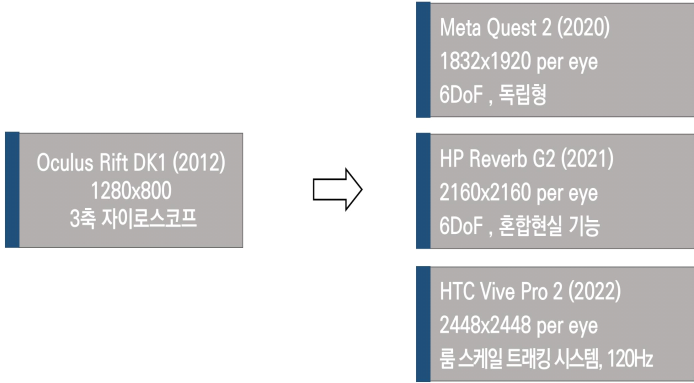 Oculus Rift DK1 (2012)
1280x800
3축 자이로스코프
Meta Quest 2 (2020)
1832x1920 per eye
6DoF , 독립형
HP Reverb G2 (2021)
2160x2160 per eye
6DoF , 혼합현실 기능
HTC Vive Pro 2 (2022)
2448x2448 per eye
룸 스케일 트래킹 시스템, 120Hz